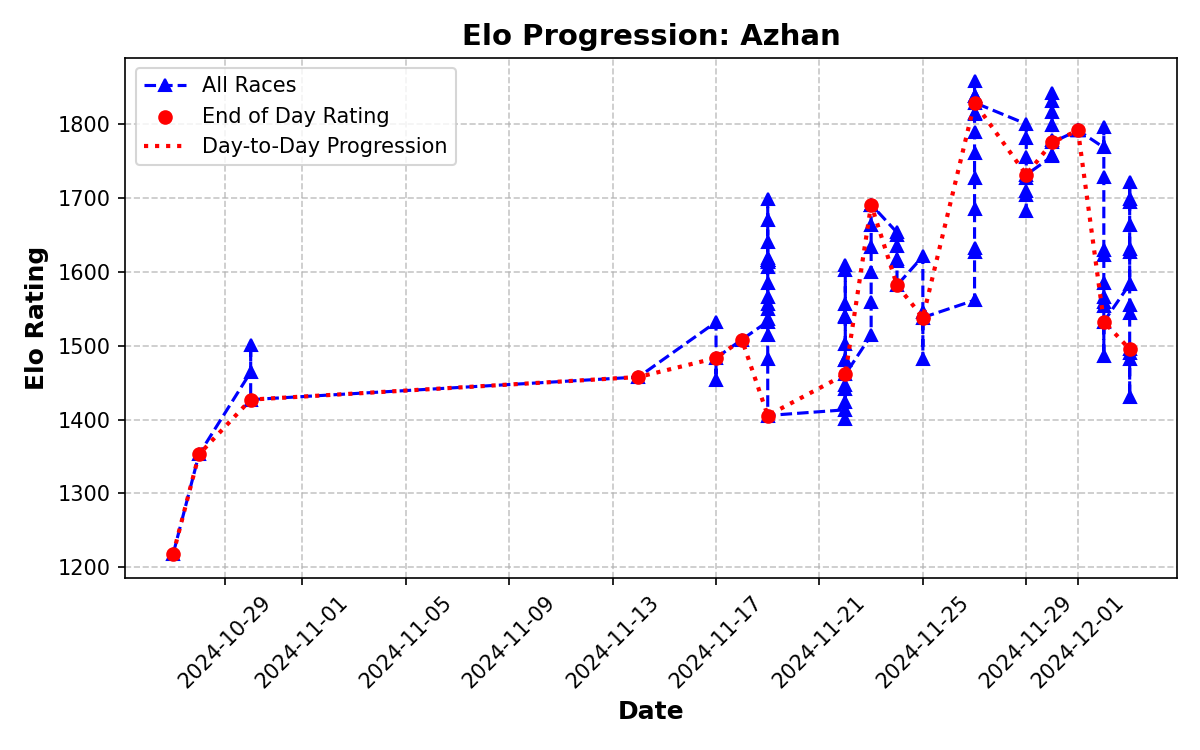 Elo Progression: Azhan
All Races
End of Day Rating
Day-to-Day Progression
Elo Rating
1800
1700
1600
1500
1400
1300
1200
2024-10-29
2024-11-01
2024-11-05
2024-11-09
2024-11-13
2024-11-17
2024-11-21
2024-11-25
2024-11-29
2024-12-01
Date